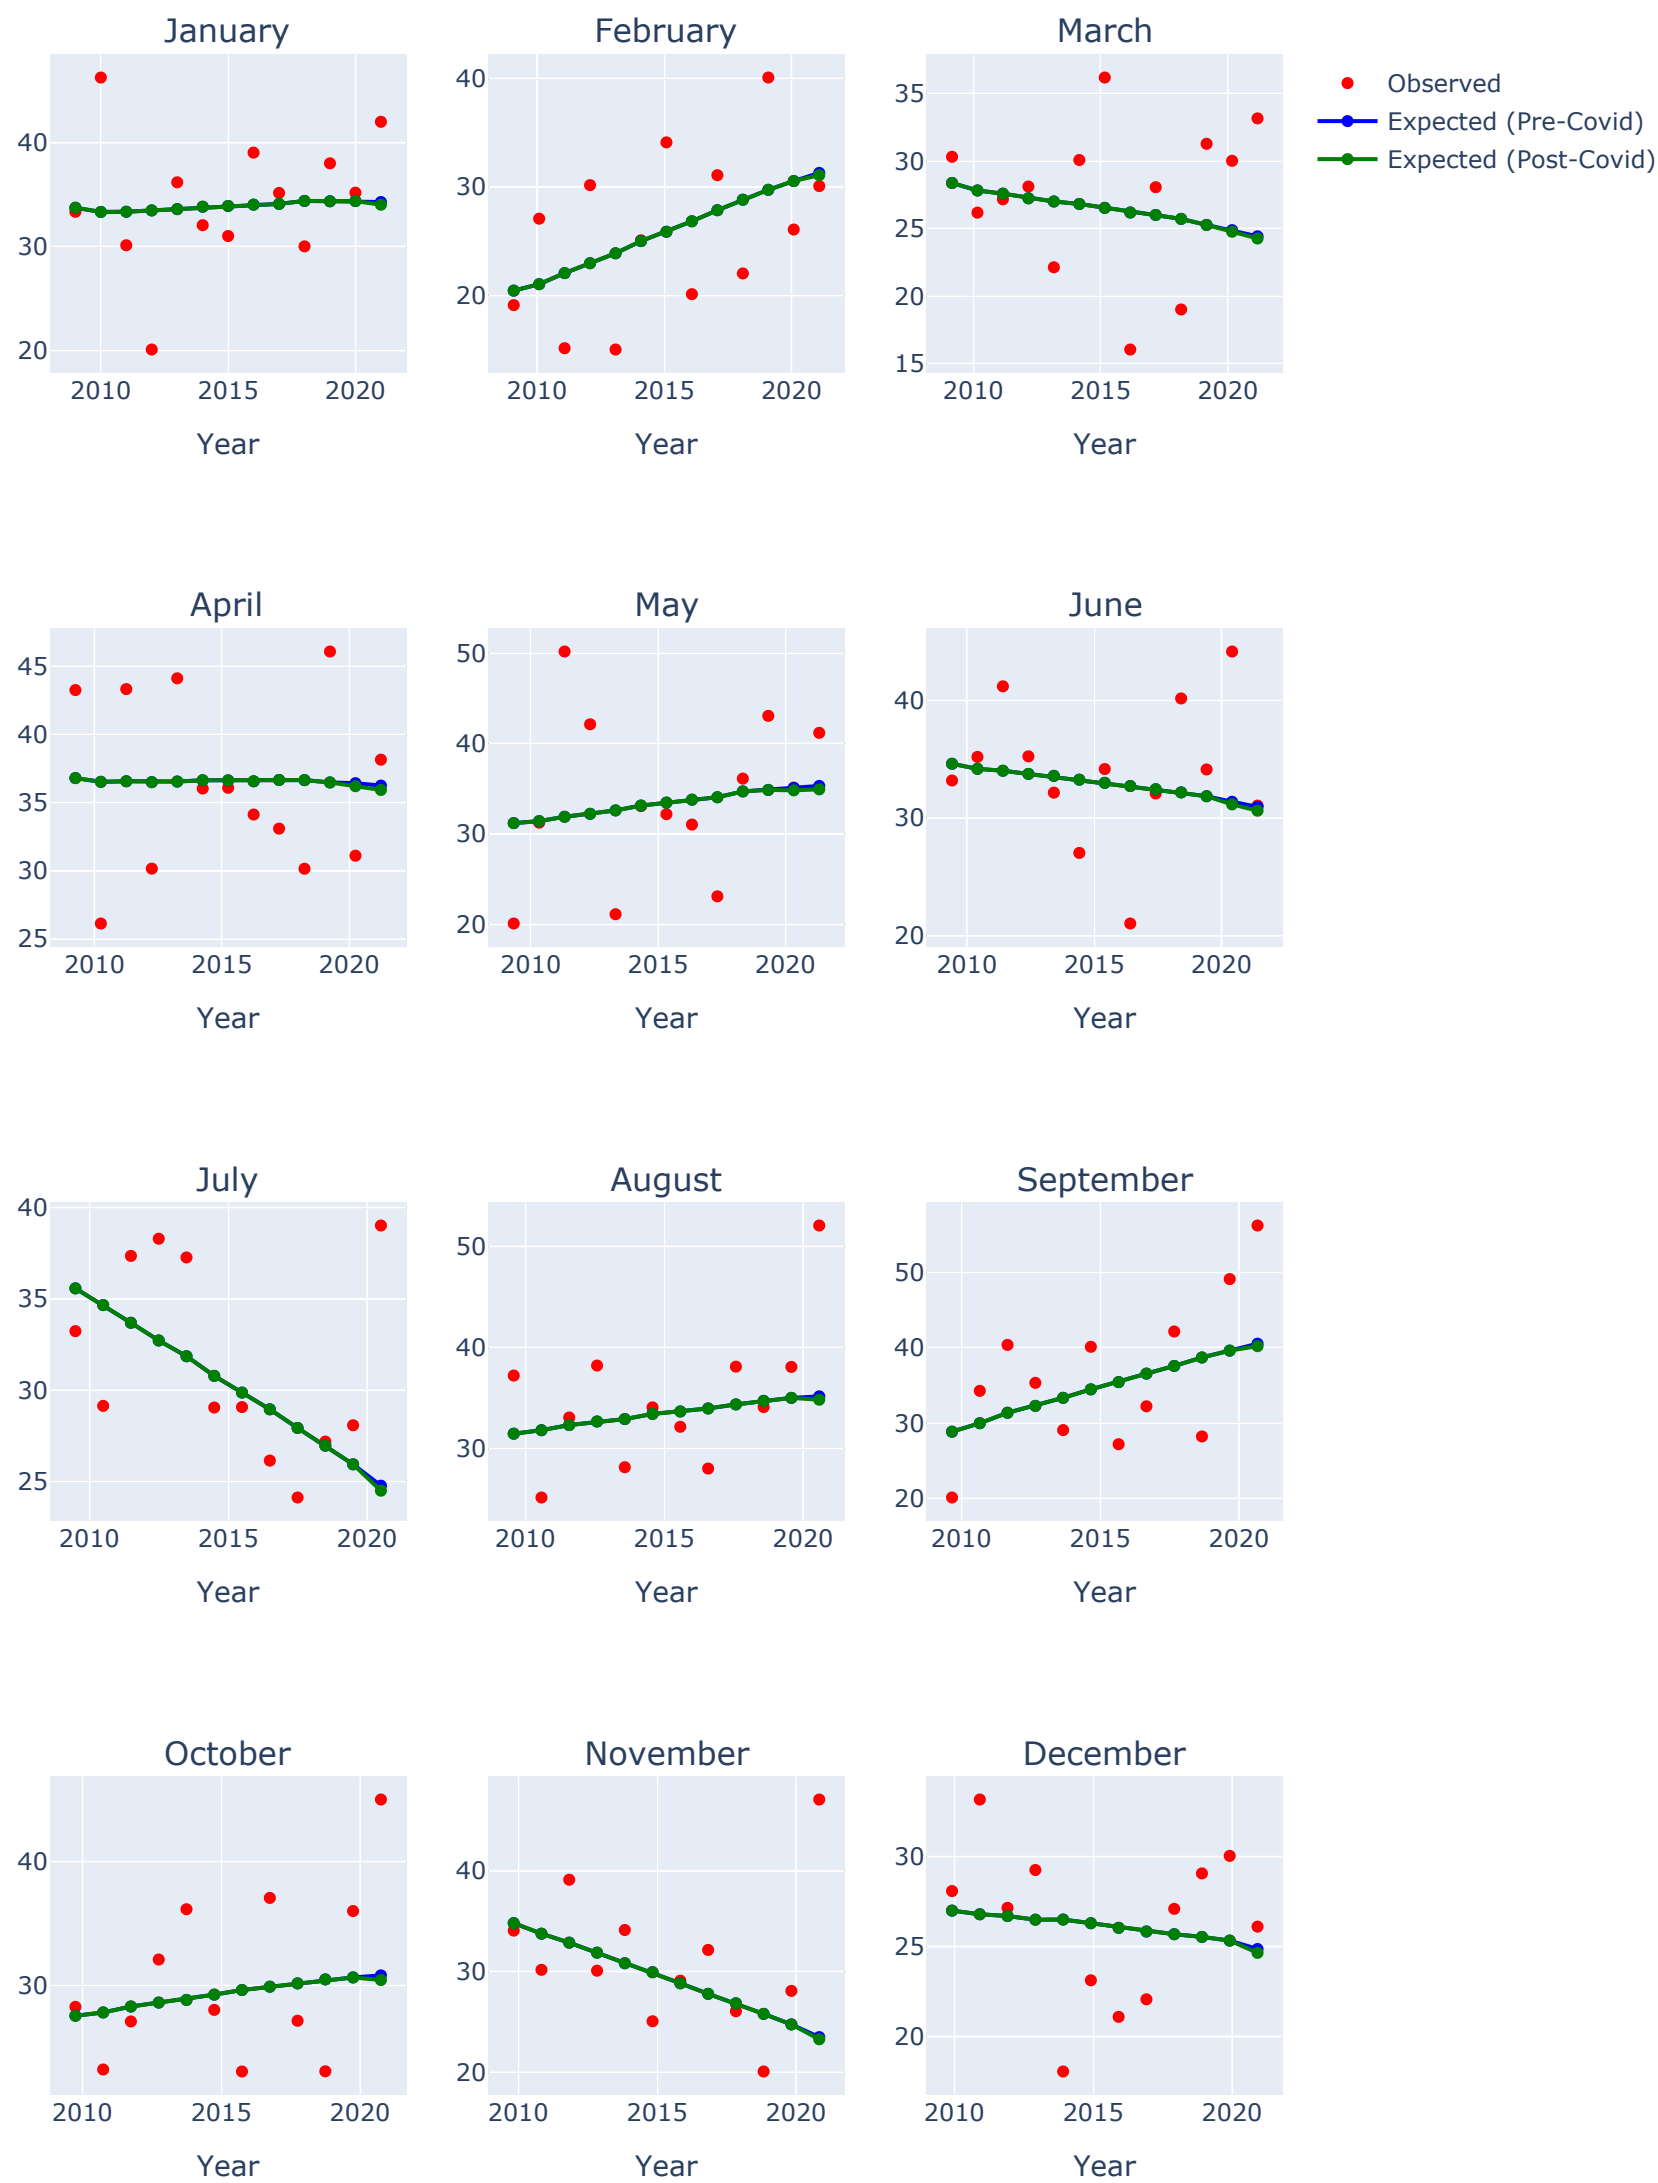 January
February
March
40
30
20
2010 2015 2020
Year
40
30
20
2010 2015 2020
Year
35
30
25
20
15
2010 2015 2020
Year
Observed
Expected (Pre-Covid)
Expected (Post-Covid)
April
May
June
45
40
35
30
25
2010 2015 2020
Year
50
40
30
20
2010 2015 2020
Year
40
30
20
2010 2015 2020
Year
July
August
September
40
35
30
25
2010 2015 2020
Year
50
40
30
2010 2015 2020
Year
50
40
30
20
2010 2015 2020
Year
October
November
December
40
30
2010 2015 2020
Year
40
30
20
2010 2015 2020
Year
30
25
20
2010 2015 2020
Year